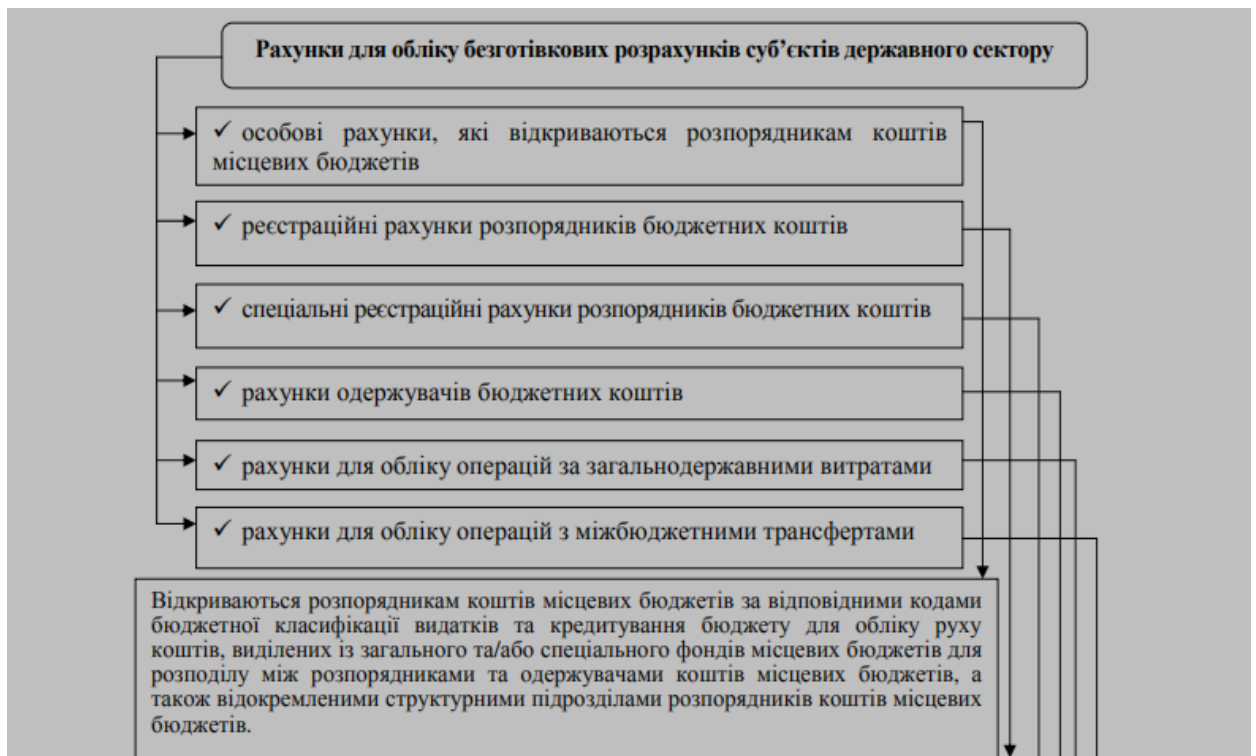 Рахунки для обліку безготівкових розрахунків суб’єктів державного сектору
✓ особові рахунки, які відкриваються розпорядникам коштів
місцевих бюджетів
✓ реєстраційні рахунки розпорядників бюджетних коштів
✓ спеціальні реєстраційні рахунки розпорядників бюджетних коштів
✓ рахунки одержувачів бюджетних коштів
✓ рахунки для обліку операцій за загальнодержавними витратами
✓ рахунки для обліку операцій з міжбюджетними трансфертами
Відкриваються розпорядникам коштів місцевих бюджетів за відповідними кодами
бюджетної класифікації видатків та кредитування бюджету для обліку руху
коштів, виділених із загального та/або спеціального фондів місцевих бюджетів для
розподілу між розпорядниками та одержувачами коштів місцевих бюджетів, а
також відокремленими структурними підрозділами розпорядників коштів місцевих
бюджетів.